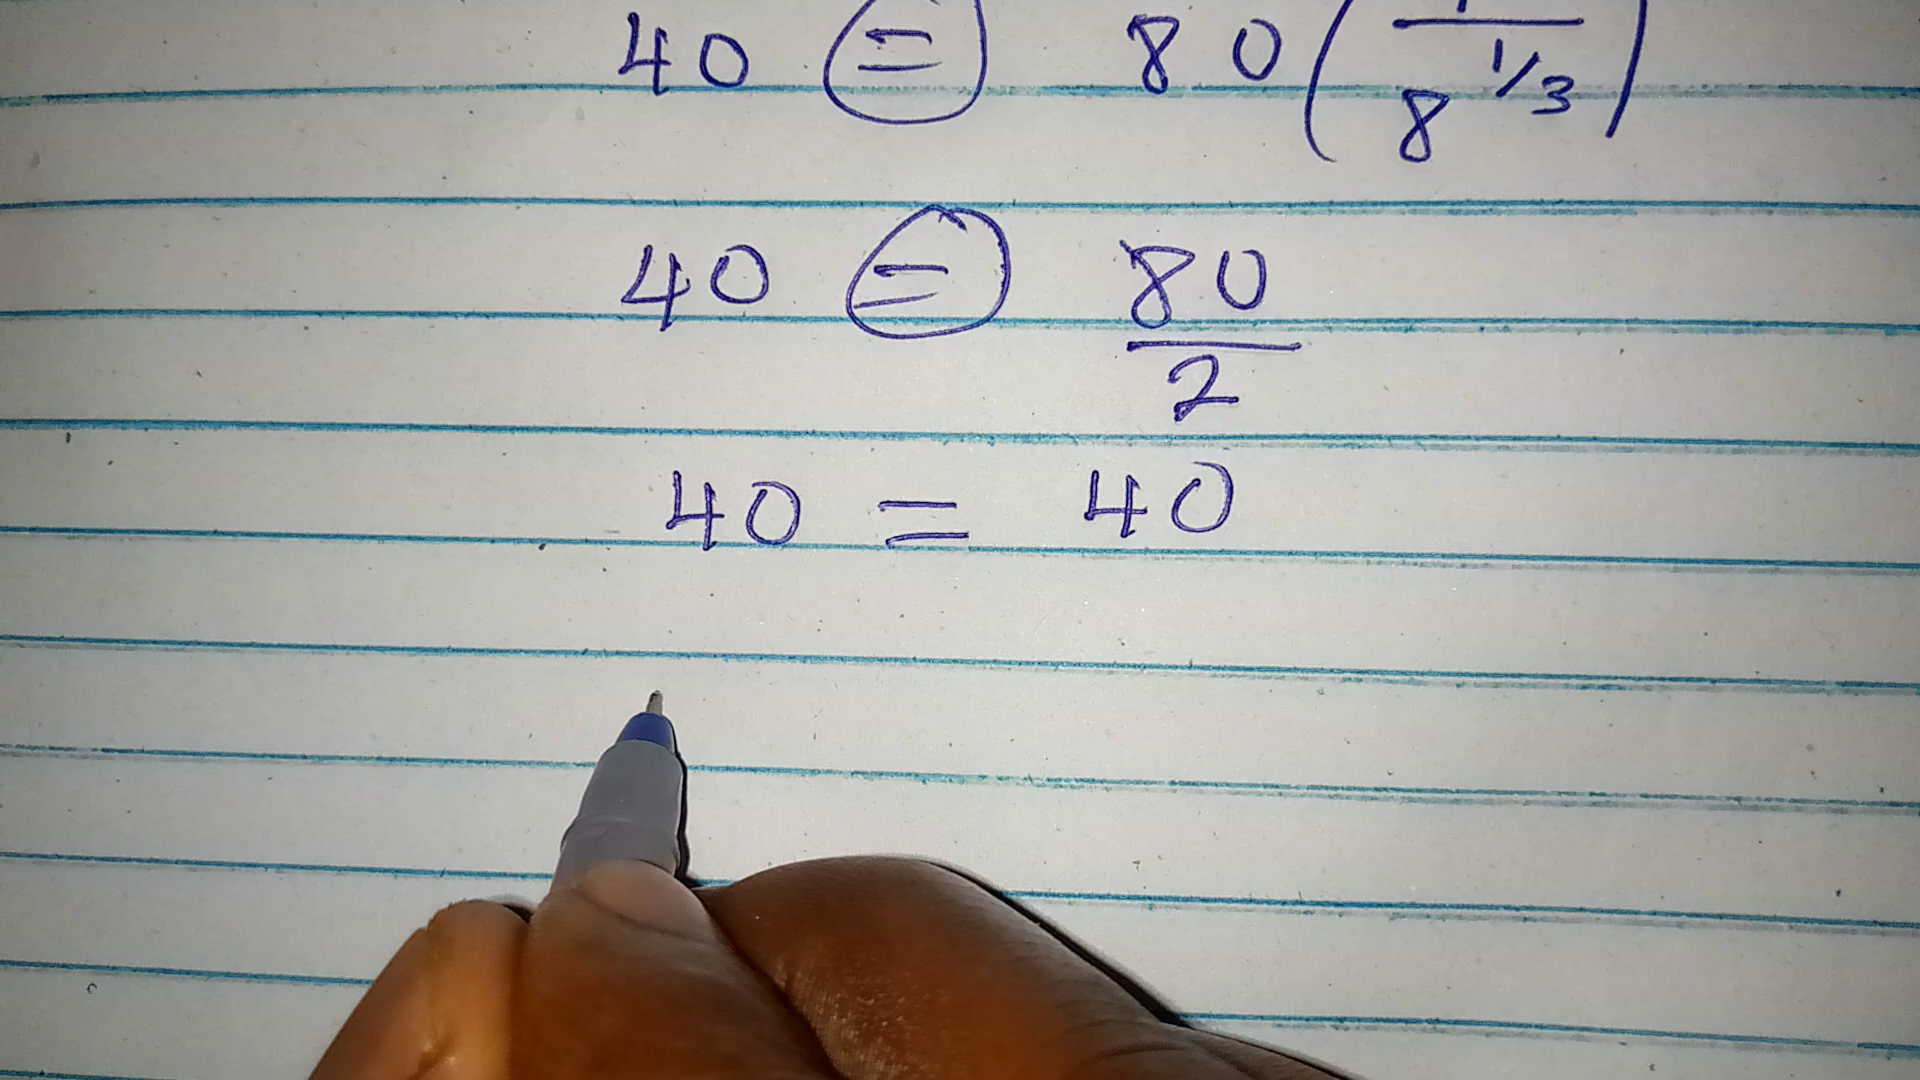 40 = 80(1/8^1/3)
40 = 80/2
40 = 40